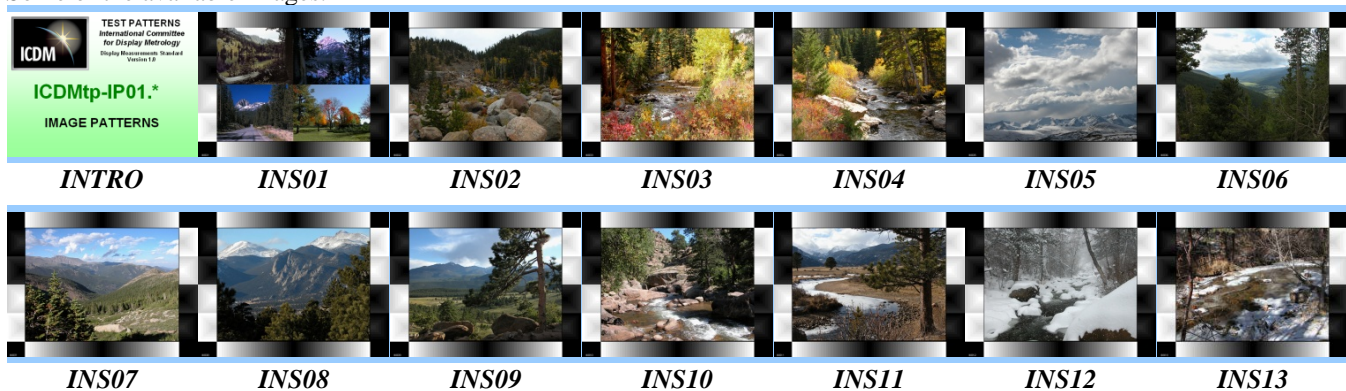 TEST PATTERNS
International Committee
for Display Metrology
Display Measurements Standard
Version 1.0
ICDM
ICDMtp-IP01.*
IMAGE PATTERNS
INTRO INS01 INS02 INS03 INS04 INS05 INS06
INS07 INS08 INS09 INS10 INS11 INS12 INS13